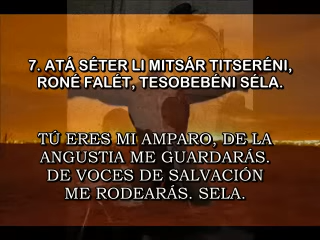 7. ATÁ SÉTER LI MITSÁR TITSERÉNI,
RONÉ FALÉT, TESOBEBÉNI SÉLA.
TÚ ERES MI AMPARO, DE LA
ANGUSTIA ME GUARDARÁS.
DE VOCES DE SALVACIÓN
ME RODEARÁS. SELA.